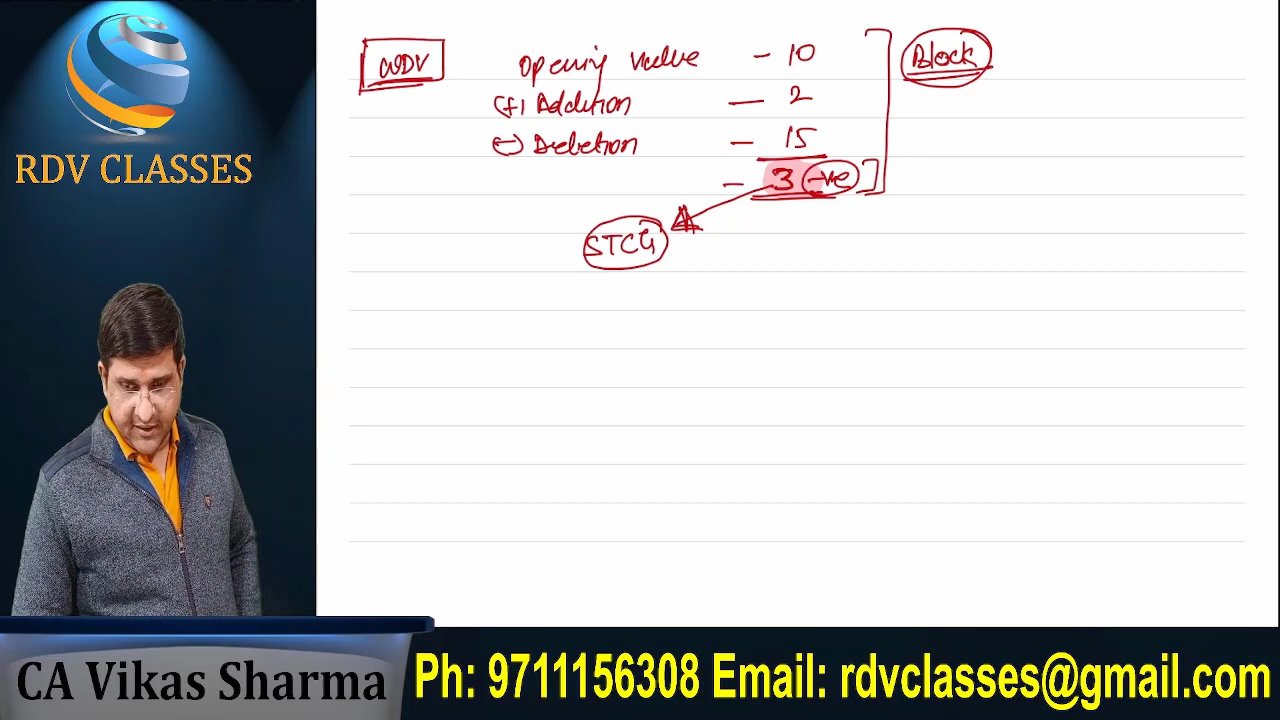 RDV CLASSES
WDV
Opening value - 10
(+) Addition - 2
(-) Deletion - 15
- 3 -ve
Block
STCG
CA Vikas Sharma
Ph: 9711156308 Email: rdvclasses@gmail.com